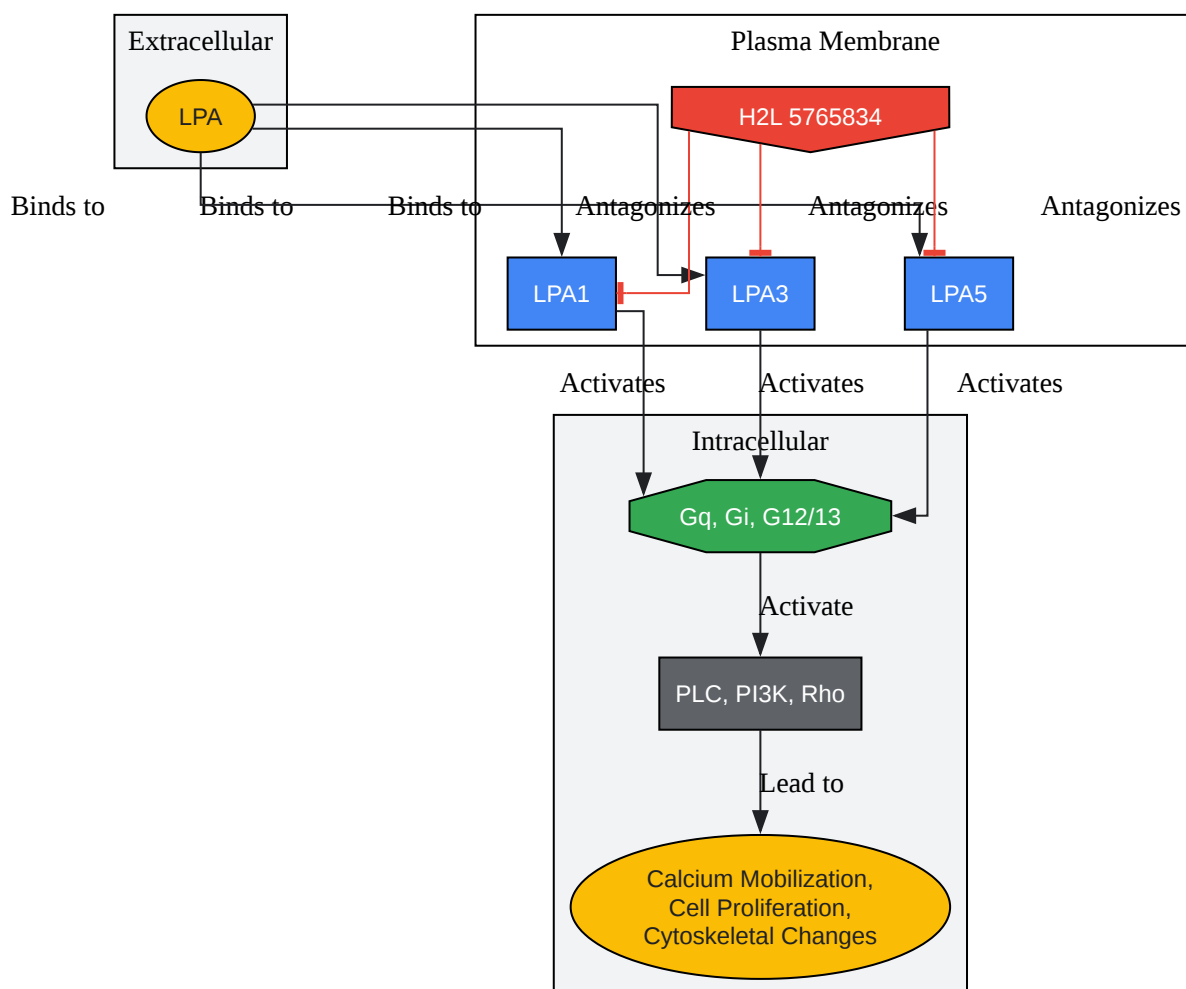 Extracellular
Plasma Membrane
LPA
H2L 5765834
Binds to
Binds to
Binds to
Antagonizes
Antagonizes
Antagonizes
LPA1
LPA3
LPA5
Activates
Activates
Activates
Intracellular
Gq, Gi, G12/13
Activate
PLC, PI3K, Rho
Lead to
Calcium Mobilization,
Cell Proliferation,
Cytoskeletal Changes